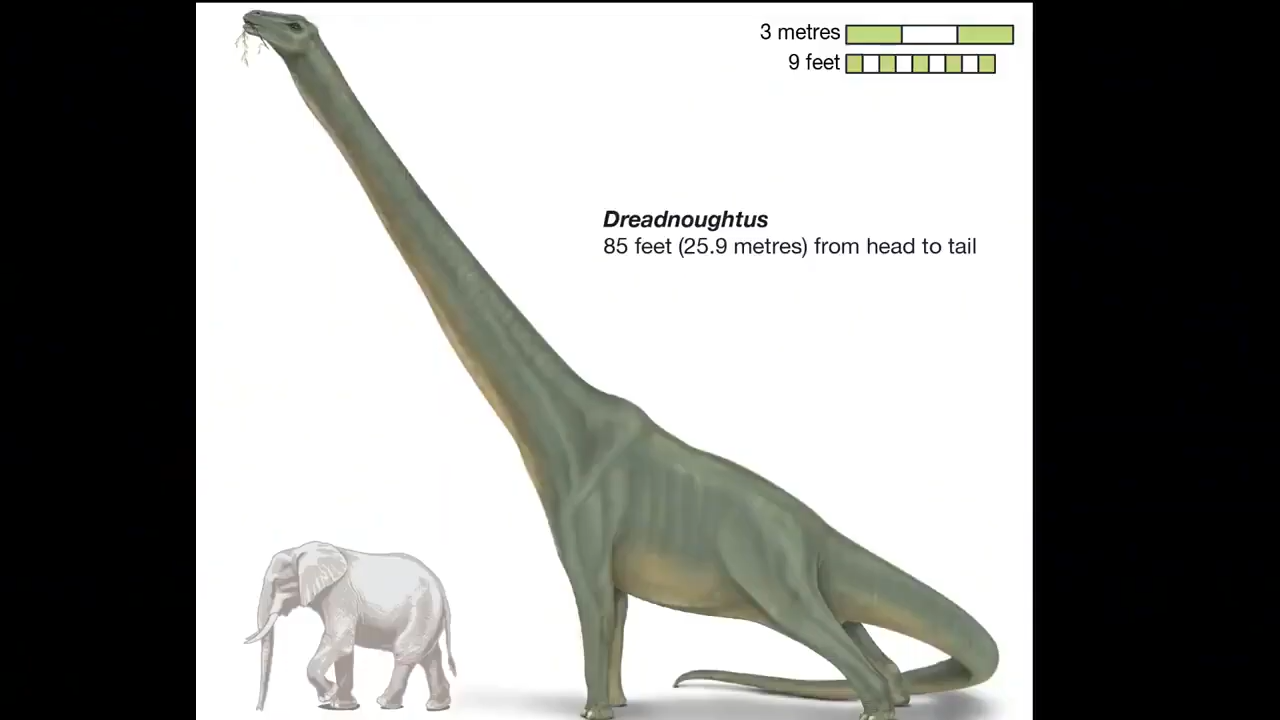 3 metres
9 feet
Dreadnoughtus
85 feet (25.9 metres) from head to tail